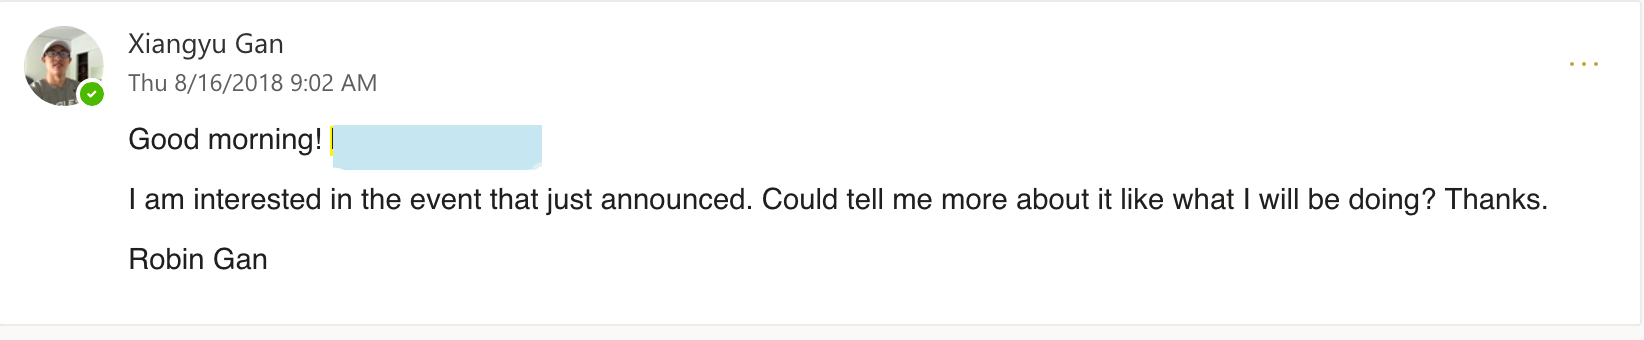 Xiangyu Gan
Thu 8/16/2018 9:02 AM
Good morning!
I am interested in the event that just announced. Could tell me more about it like what I will be doing? Thanks.
Robin Gan